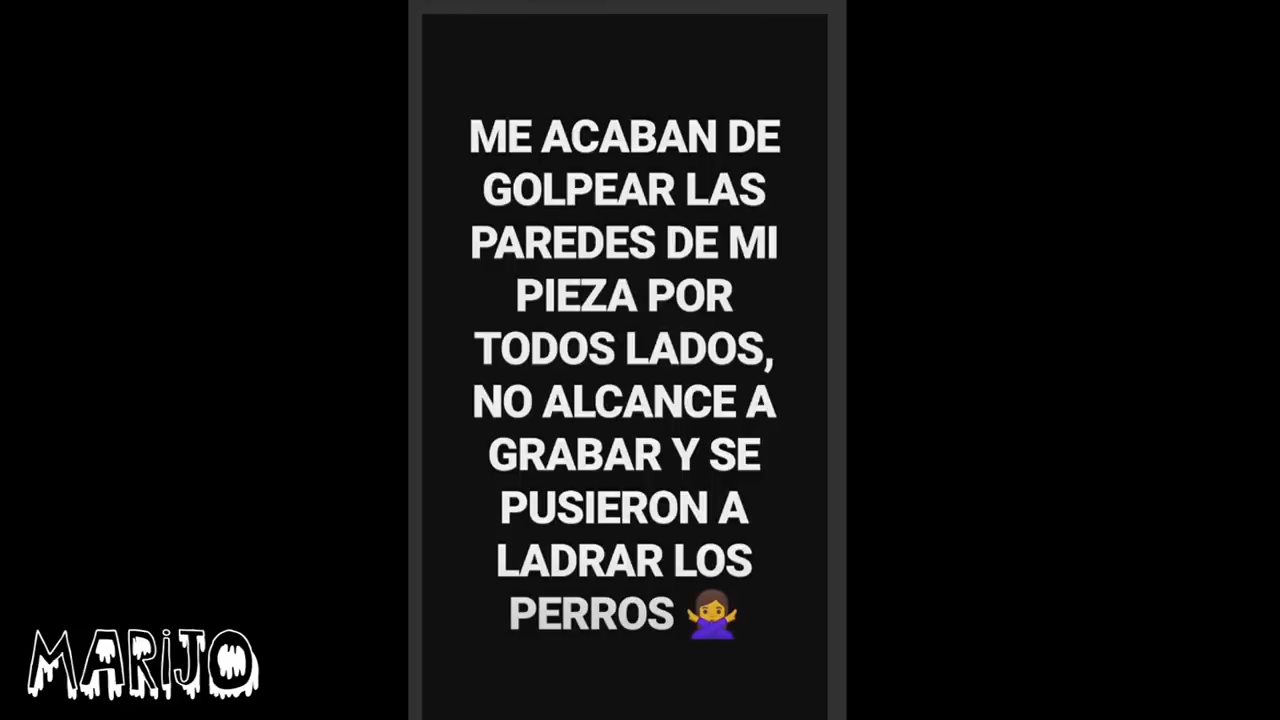 ME ACABAN DE
GOLPEAR LAS
PAREDES DE MI
PIEZA POR
TODOS LADOS,
NO ALCANCE A
GRABAR Y SE
PUSIERON A
LADRAR LOS
PERROS 🙅‍♀️
MARiJO